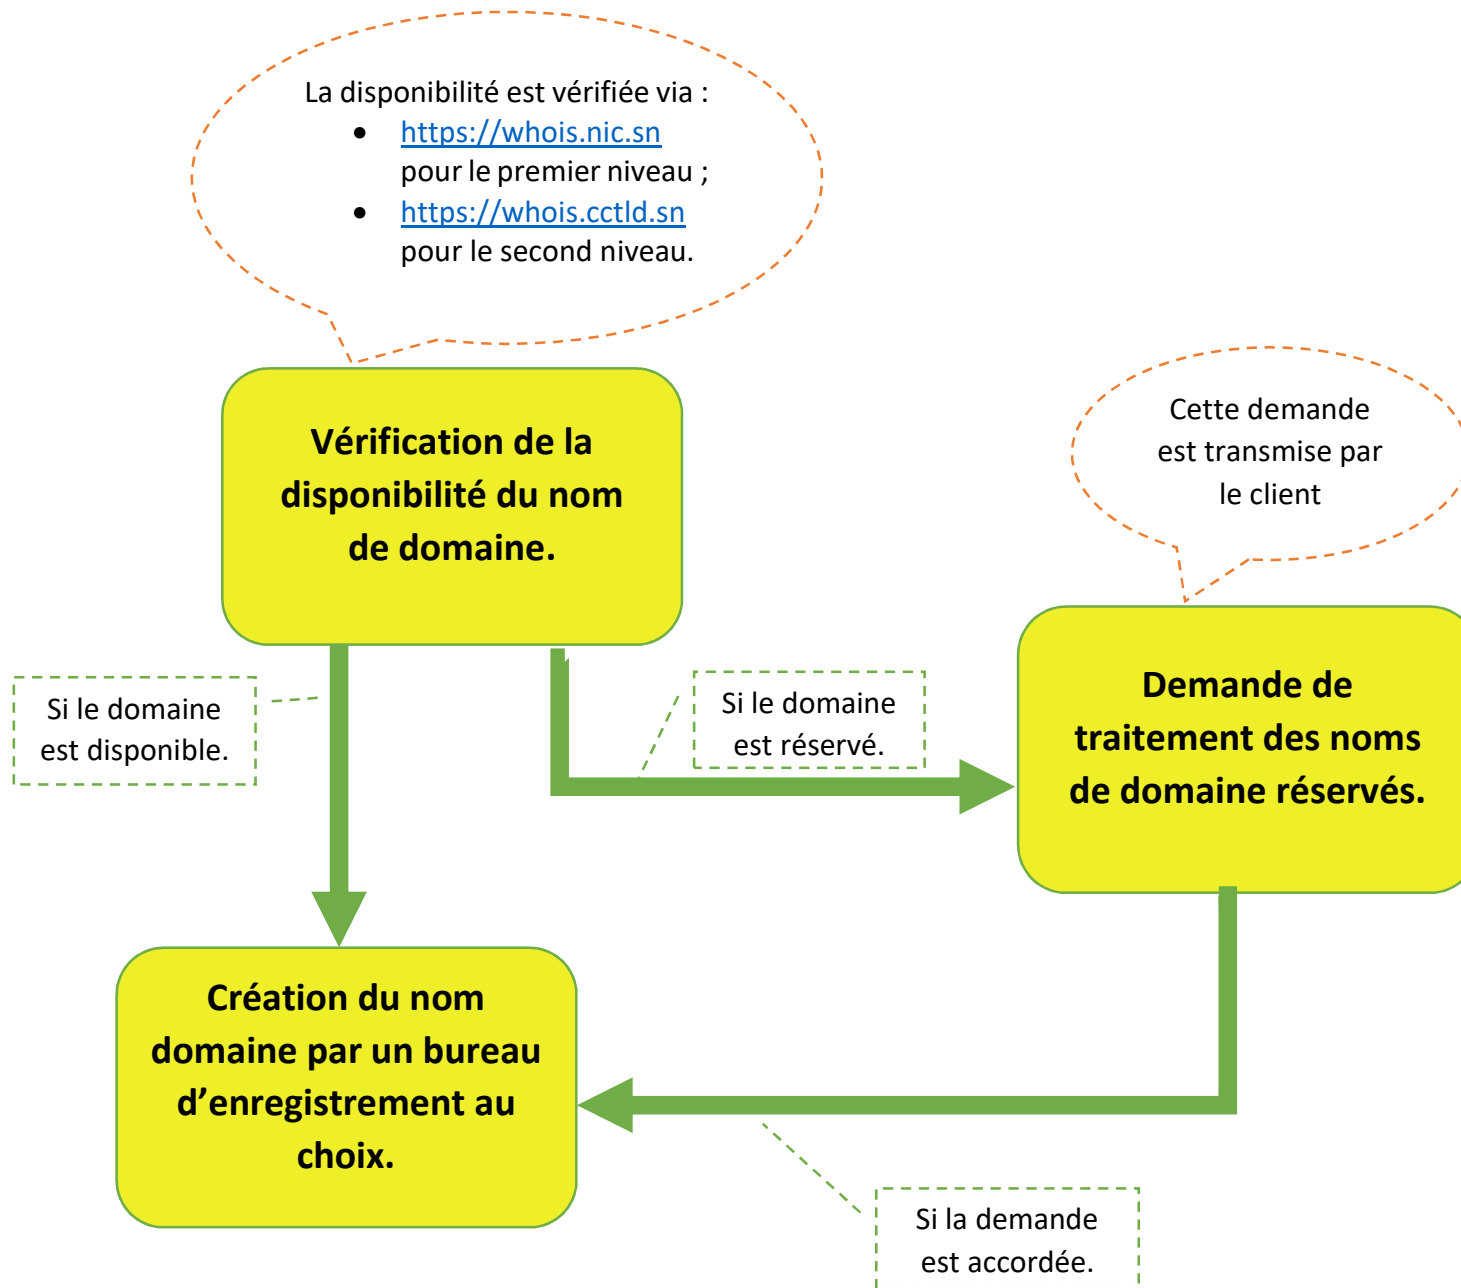 La disponibilité est vérifiée via :
• https://whois.nic.sn
pour le premier niveau ;
• https://whois.cctld.sn
pour le second niveau.
Vérification de la
disponibilité du nom
de domaine.
Cette demande
est transmise par
le client
Si le domaine
est disponible.
Si le domaine
est réservé.
Demande de
traitement des noms
de domaine réservés.
Création du nom
domaine par un bureau
d’enregistrement au
choix.
Si la demande
est accordée.